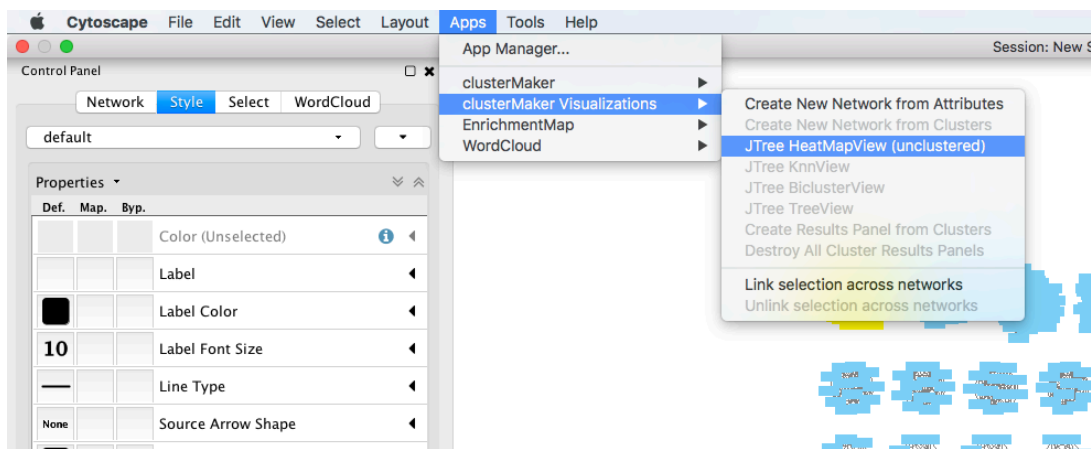 Cytoscape File Edit View Select Layout Apps Tools Help
Session: New S
App Manager...
clusterMaker
clusterMaker Visualizations
EnrichmentMap
WordCloud
Create New Network from Attributes
Create New Network from Clusters
JTree HeatMapView (unclustered)
JTree KnnView
JTree BiclusterView
JTree TreeView
Create Results Panel from Clusters
Destroy All Cluster Results Panels
Link selection across networks
Unlink selection across networks
Control Panel
Network Style Select WordCloud
default
Properties
Def. Map. Byp.
Color (Unselected)
Label
Label Color
10 Label Font Size
Line Type
None Source Arrow Shape